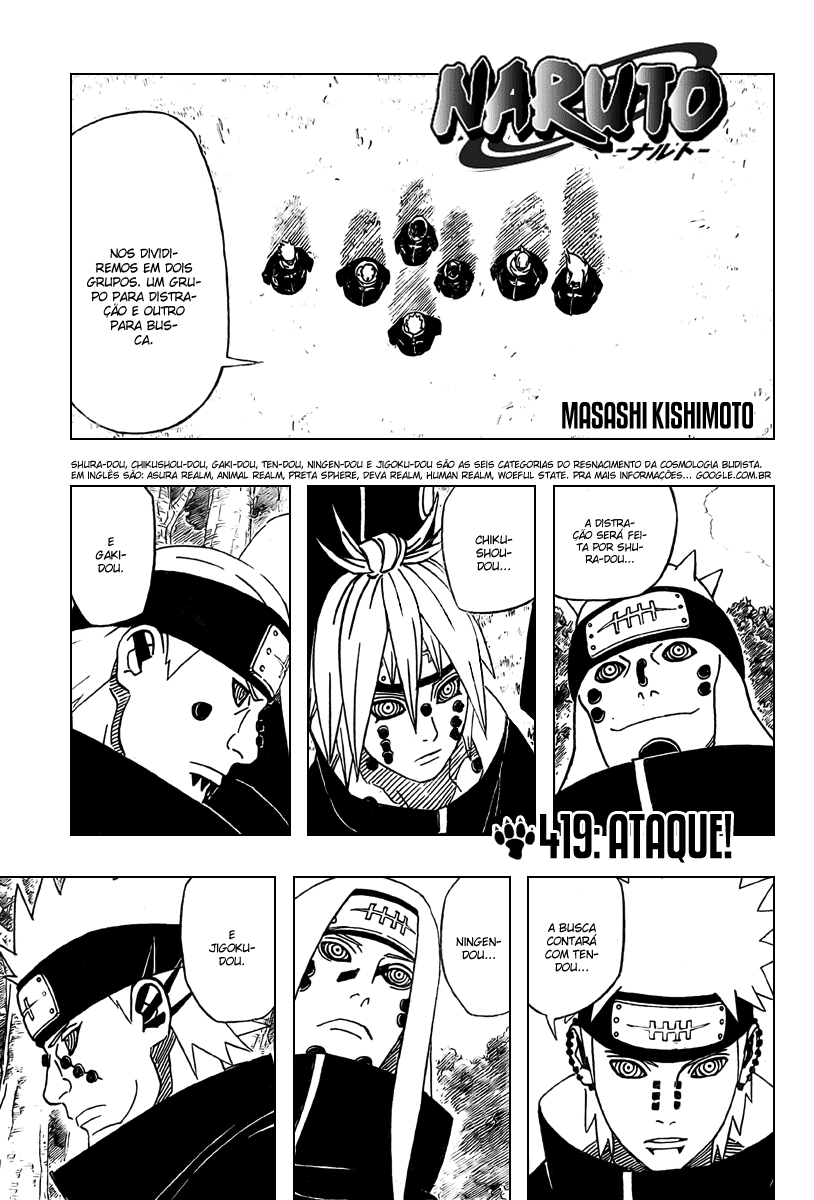 NARUTO
-ナルト-
NOS DIVIDI-
REMOS EM DOIS
GRUPOS. UM GRU-
PO PARA DISTRA-
ÇÃO E OUTRO
PARA BUS-
CA.
MASASHI KISHIMOTO
SHURA-DOU, CHIKUSHOU-DOU, GAKI-DOU, TEN-DOU, NINGEN-DOU E JIGOKU-DOU SÃO AS SEIS CATEGORIAS DO RESNACIMENTO DA COSMOLOGIA BUDISTA.
EM INGLÊS SÃO: ASURA REALM, ANIMAL REALM, PRETA SPHERE, DEVA REALM, HUMAN REALM, WOEFUL STATE. PRA MAIS INFORMAÇÕES... GOOGLE.COM.BR
A DISTRA-
ÇÃO SERÁ FEI-
TA POR SHU-
RA-DOU...
CHIKU-
SHOU-
DOU...
E
GAKI-
DOU.
419: ATAQUE!
A BUSCA
CONTARÁ
COM TEN-
DOU...
NINGEN-
DOU...
E
JIGOKU-
DOU.